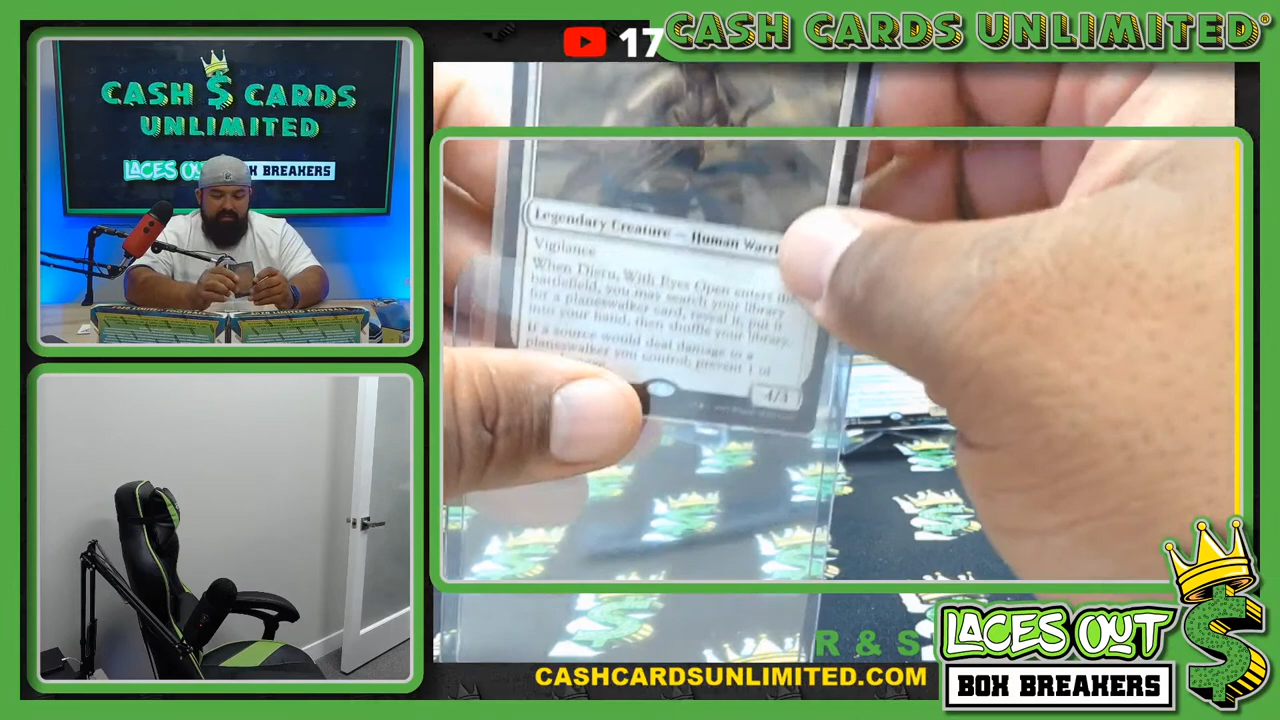 17
CASH CARDS UNLIMITED®
CASH $ CARDS
UNLIMITED
LACES OUT BOX BREAKERS
Legendary Creature — Human Warri
Vigilance
When Djeru, With Eyes Open enters the
battlefield, you may search your library
for a planeswalker card, reveal it, put it
into your hand, then shuffle your library.
If a source would deal damage to a
planeswalker you control, prevent 1 of
4/3
R & S
CASHCARDSUNLIMITED.COM
LACES OUT
BOX BREAKERS